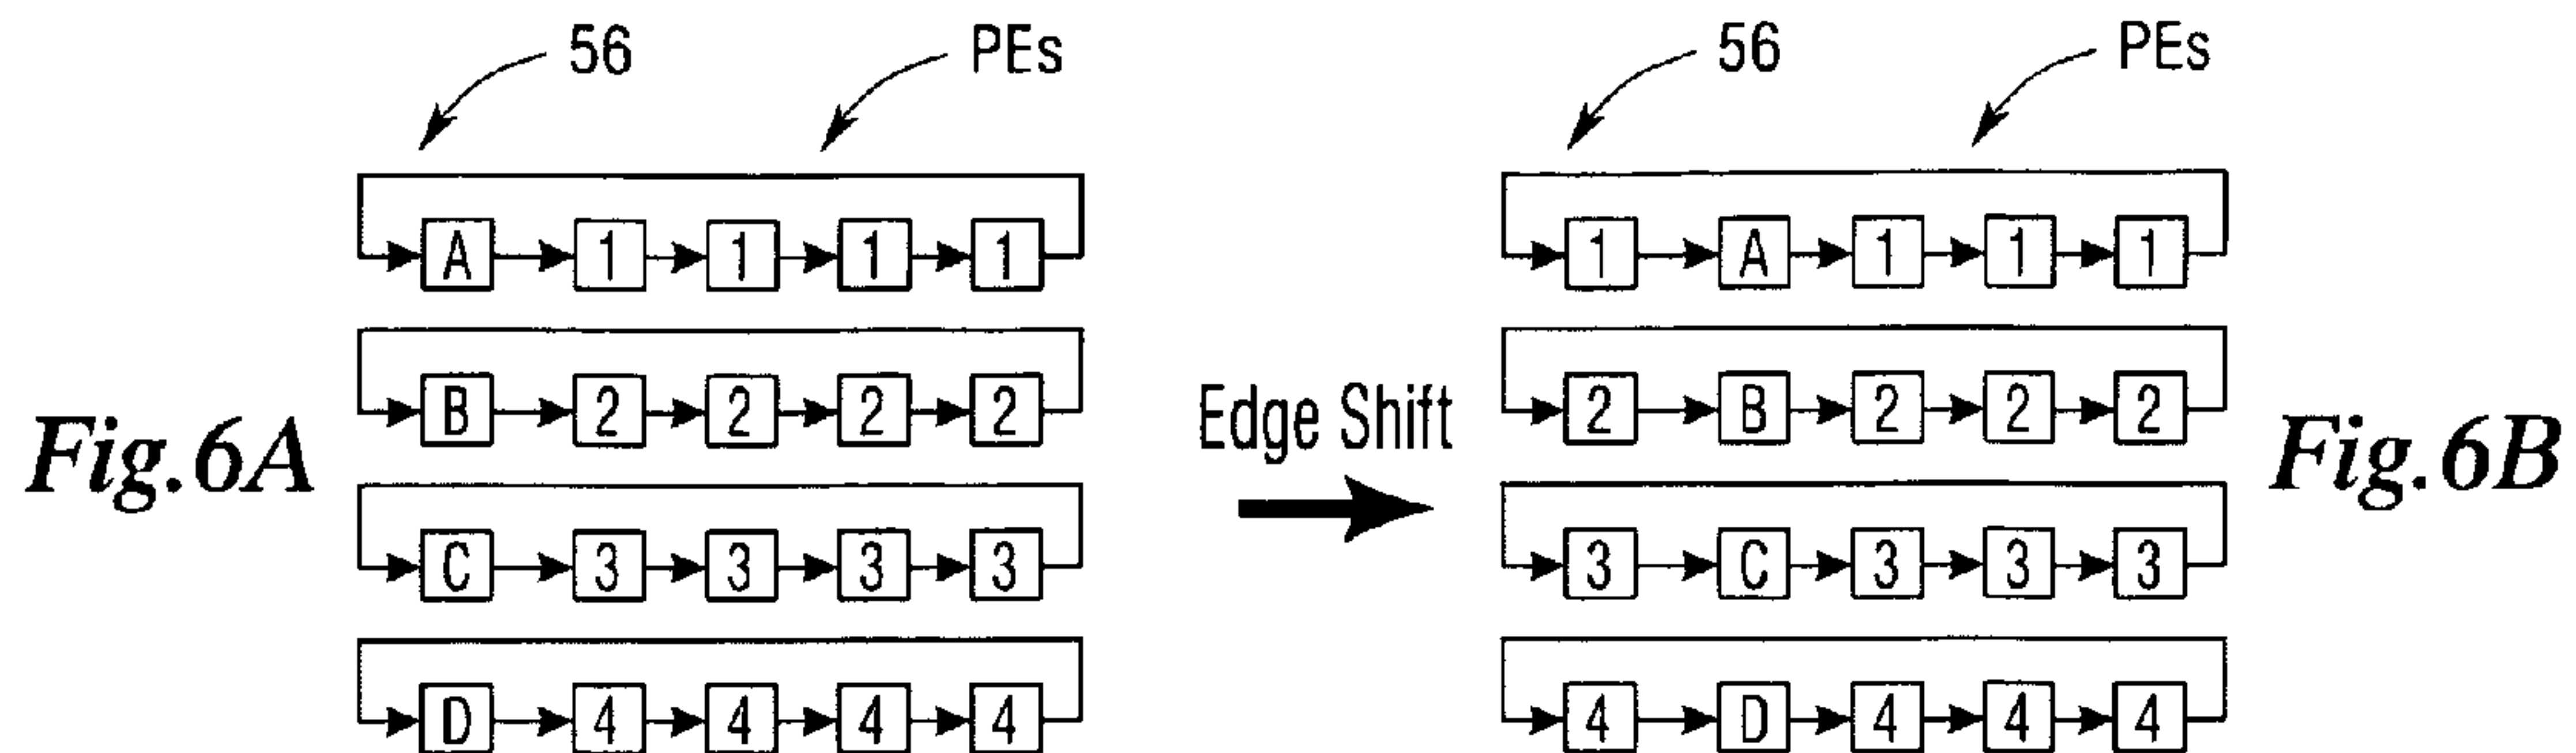 56 PEs 56 PEs
A 1 1 1 1 1 A 1 1 1
B 2 2 2 2 2 B 2 2 2
Edge Shift
Fig.6A Fig.6B
C 3 3 3 3 3 C 3 3 3
D 4 4 4 4 4 D 4 4 4